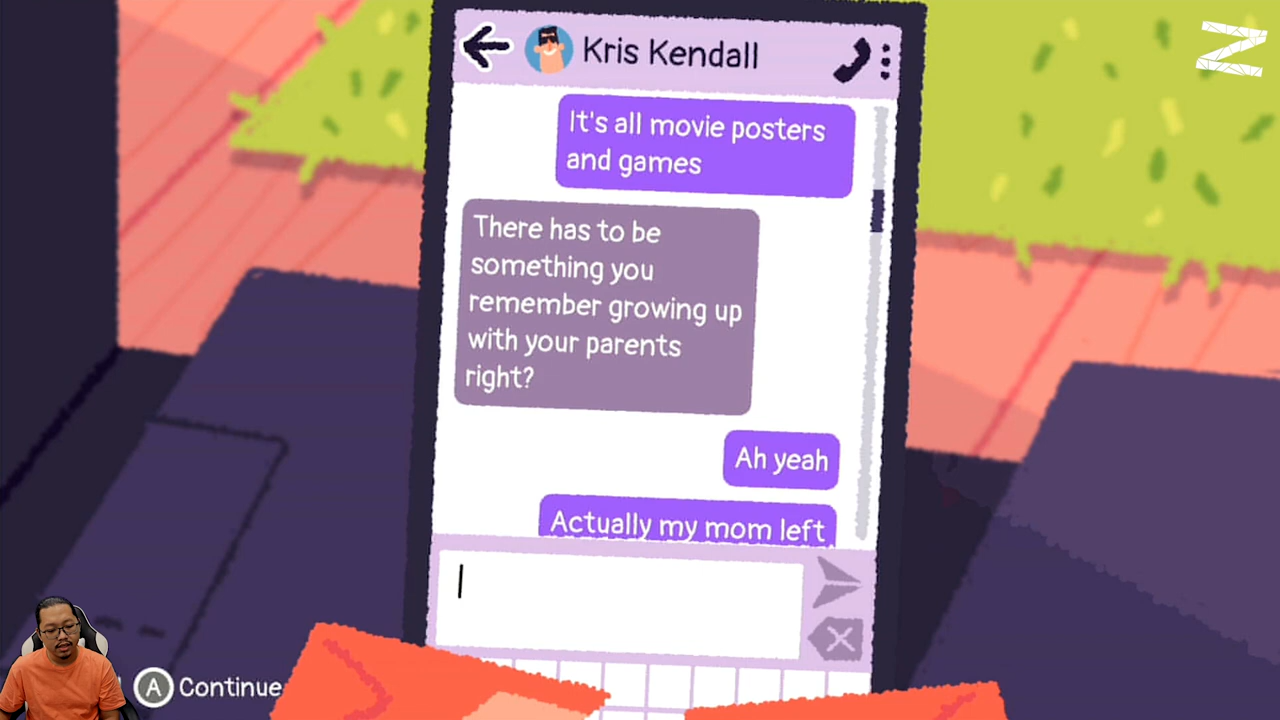 Kris Kendall
It's all movie posters
and games
There has to be
something you
remember growing up
with your parents
right?
Ah yeah
Actually my mom left
A Continue
Z